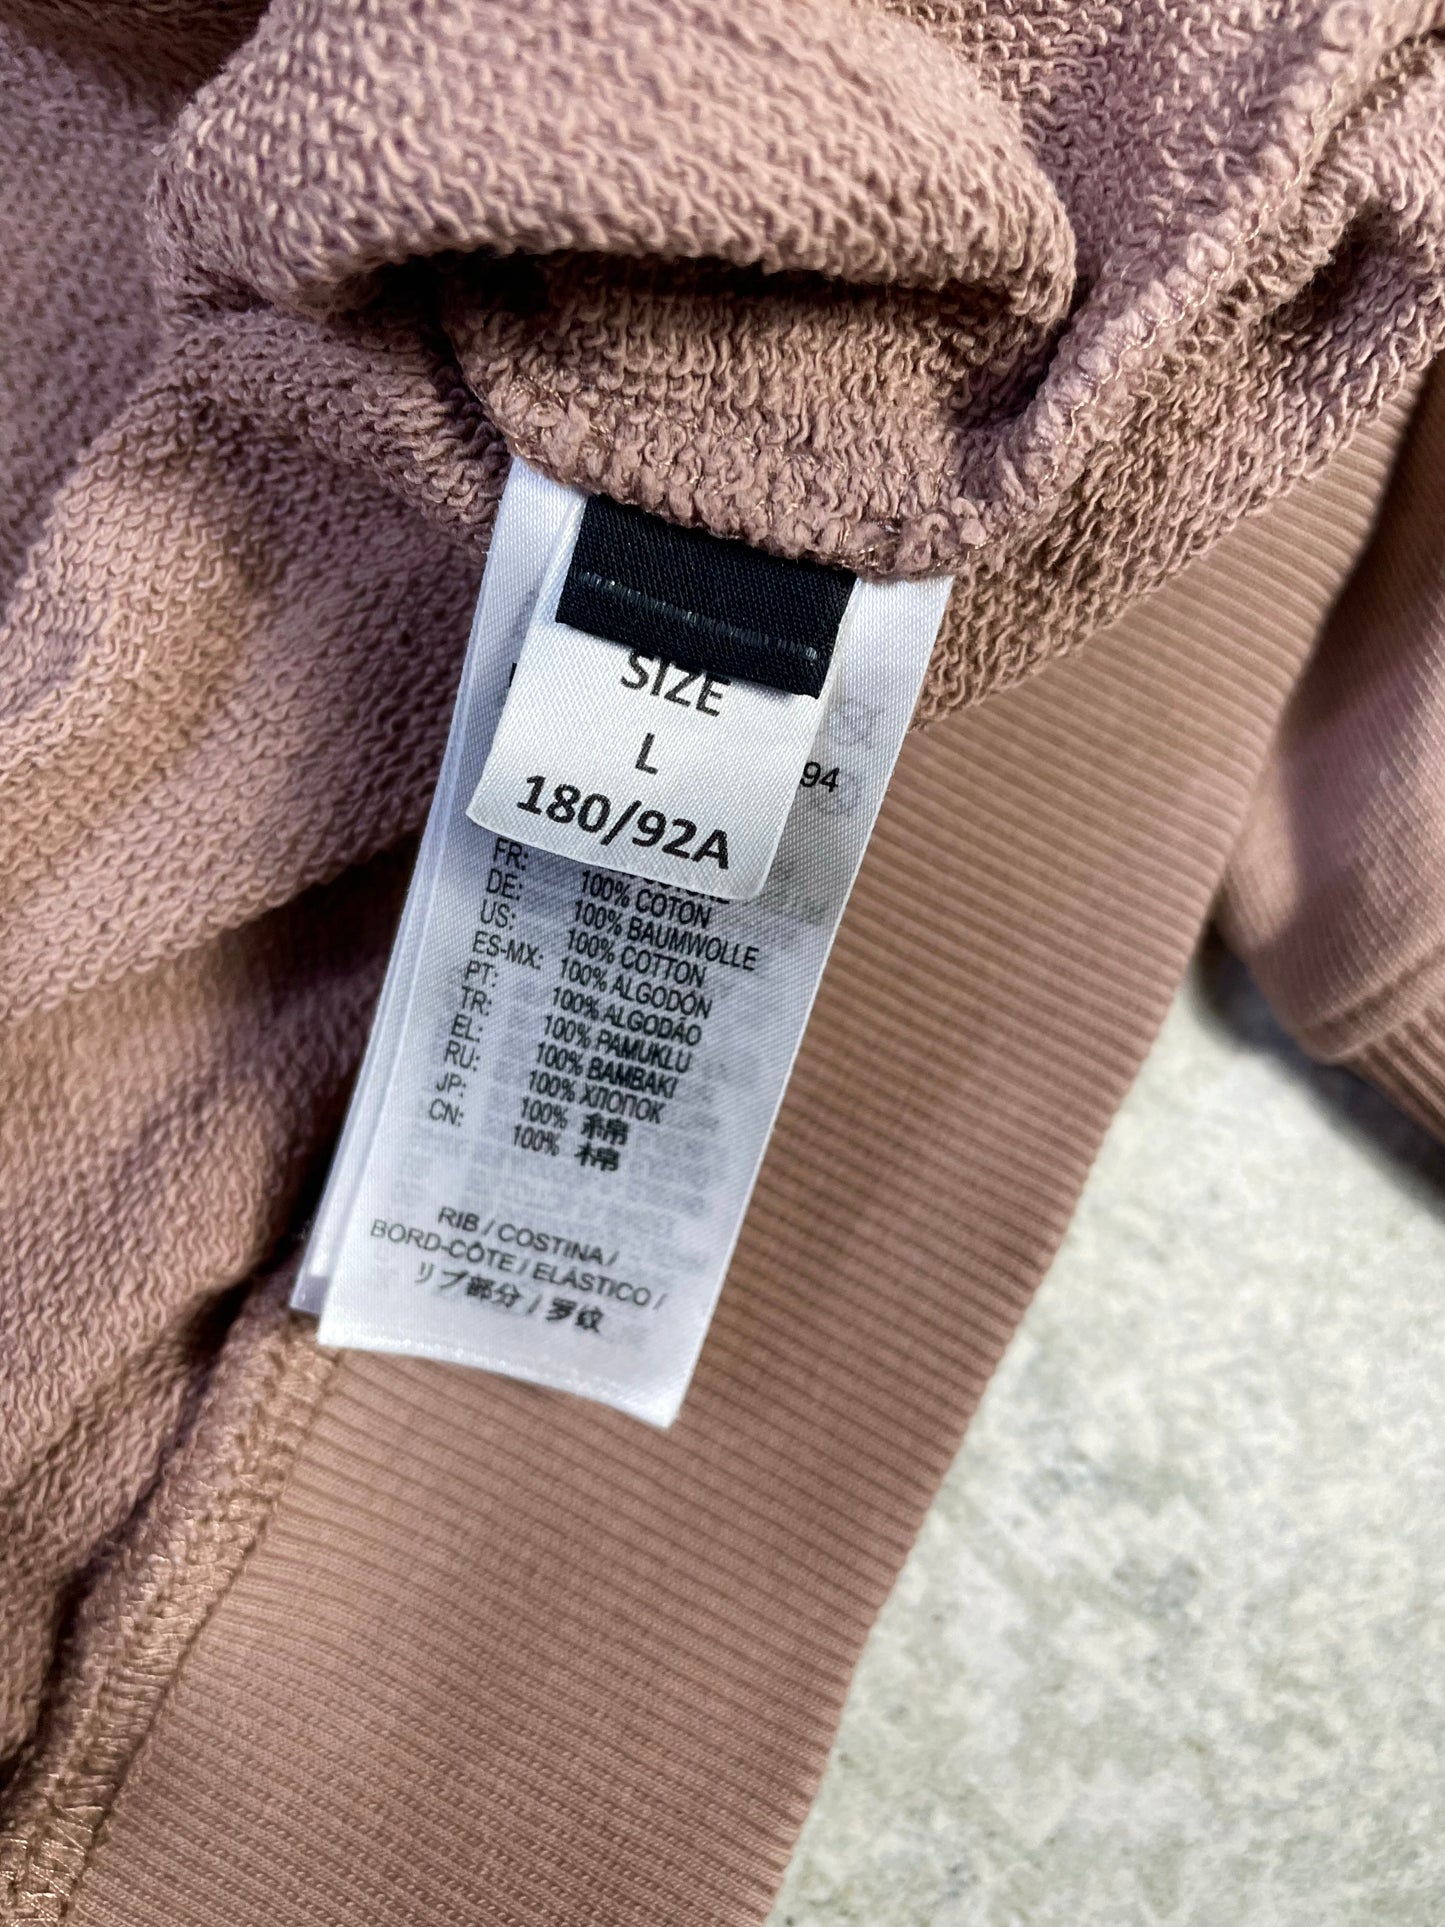 SIZE
L
180/92A
94
FR: 100% COTON
DE: 100% BAUMWOLLE
US: 100% COTTON
ES-MX: 100% ALGODÓN
PT: 100% ALGODÃO
TR: 100% PAMUKLU
EL: 100% BAMBAKI
RU: 100% ХЛОПОК
JP: 100% 綿
CN: 100% 棉
RIB / COSTINA /
BORD-CÔTE / ELÁSTICO /
リブ部分 / 罗纹